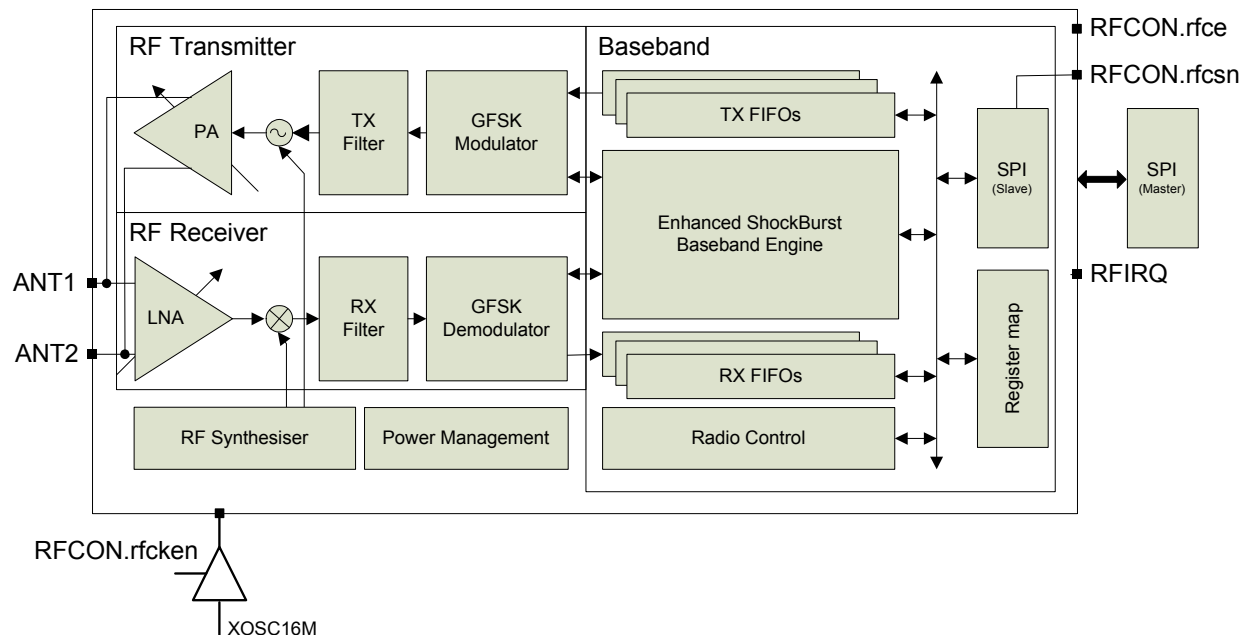 RF Transmitter
Baseband
RFCON.rfce
RFCON.rfcsn
PA
TX
Filter
GFSK
Modulator
TX FIFOs
SPI
(Slave)
SPI
(Master)
Enhanced ShockBurst
Baseband Engine
RF Receiver
ANT1
ANT2
LNA
RX
Filter
GFSK
Demodulator
RX FIFOs
RFIRQ
Register map
RF Synthesiser
Power Management
Radio Control
RFCON.rfcken
XOSC16M